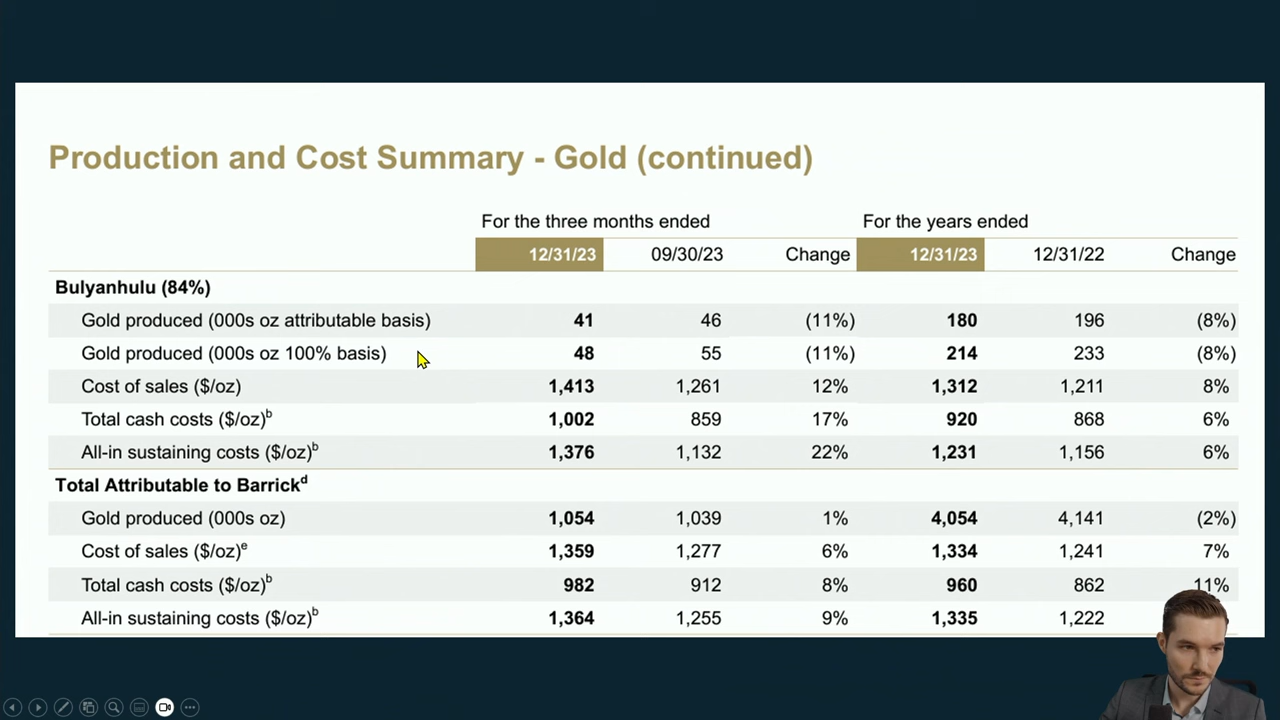 Production and Cost Summary - Gold (continued)
For the three months ended For the years ended
12/31/23 09/30/23 Change 12/31/23 12/31/22 Change
Bulyanhulu (84%)
Gold produced (000s oz attributable basis) 41 46 (11%) 180 196 (8%)
Gold produced (000s oz 100% basis) 48 55 (11%) 214 233 (8%)
Cost of sales ($/oz) 1,413 1,261 12% 1,312 1,211 8%
Total cash costs ($/oz)b 1,002 859 17% 920 868 6%
All-in sustaining costs ($/oz)b 1,376 1,132 22% 1,231 1,156 6%
Total Attributable to Barrickd
Gold produced (000s oz) 1,054 1,039 1% 4,054 4,141 (2%)
Cost of sales ($/oz)e 1,359 1,277 6% 1,334 1,241 7%
Total cash costs ($/oz)b 982 912 8% 960 862 11%
All-in sustaining costs ($/oz)b 1,364 1,255 9% 1,335 1,222